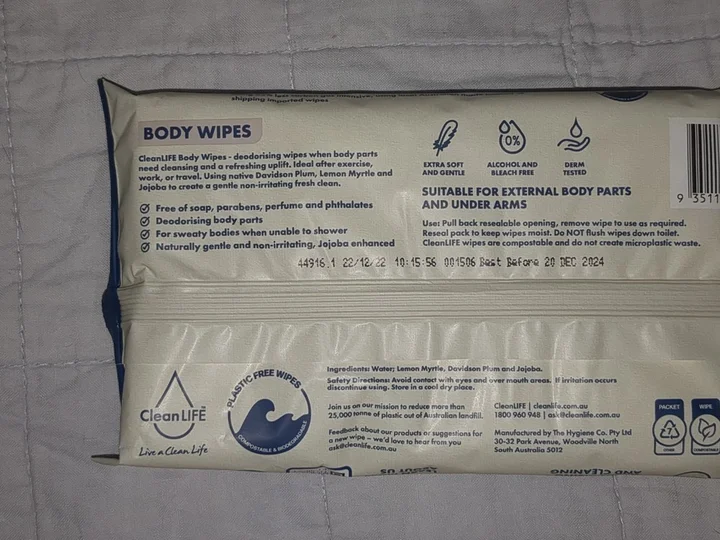 shipping imported wipes
BODY WIPES
CleanLIFE Body Wipes - deodorising wipes when body parts
need cleansing and a refreshing uplift. Ideal after exercise,
work, or travel. Using native Davidson Plum, Lemon Myrtle and
Jojoba to create a gentle non-irritating fresh clean.
Free of soap, parabens, perfume and phthalates
Deodorising body parts
For sweaty bodies when unable to shower
Naturally gentle and non-irritating, Jojoba enhanced
0%
EXTRA SOFT
AND GENTLE
ALCOHOL AND
BLEACH FREE
DERM
TESTED
SUITABLE FOR EXTERNAL BODY PARTS
AND UNDER ARMS
Use: Pull back resealable opening, remove wipe to use as required.
Reseal pack to keep wipes moist. Do NOT flush wipes down toilet.
CleanLIFE wipes are compostable and do not create microplastic waste.
9 3511
44916.1 22/12/22 10:15:56 001506 Best Before 20 DEC 2024
CleanLIFE™
Live a Clean Life
PLASTIC FREE WIPES
COMPOSTABLE & BIODEGRADABLE
Ingredients: Water; Lemon Myrtle, Davidson Plum and Jojoba.
Safety Directions: Avoid contact with eyes and over mouth areas. If irritation occurs
discontinue using. Store in a cool dry place.
Join us on our mission to reduce more than
25,000 tonne of plastic out of Australian landfill.
Feedback about our products or suggestions for
a new wipe – we'd love to hear from you
ask@cleanlife.com.au
CleanLIFE | cleanlife.com.au
1800 960 948 | ask@cleanlife.com.au
Manufactured by The Hygiene Co. Pty Ltd
30-32 Park Avenue, Woodville North
South Australia 5012
PACKET
WIPE
COMPOSTABLE
ABOUT US
AND CLEANING